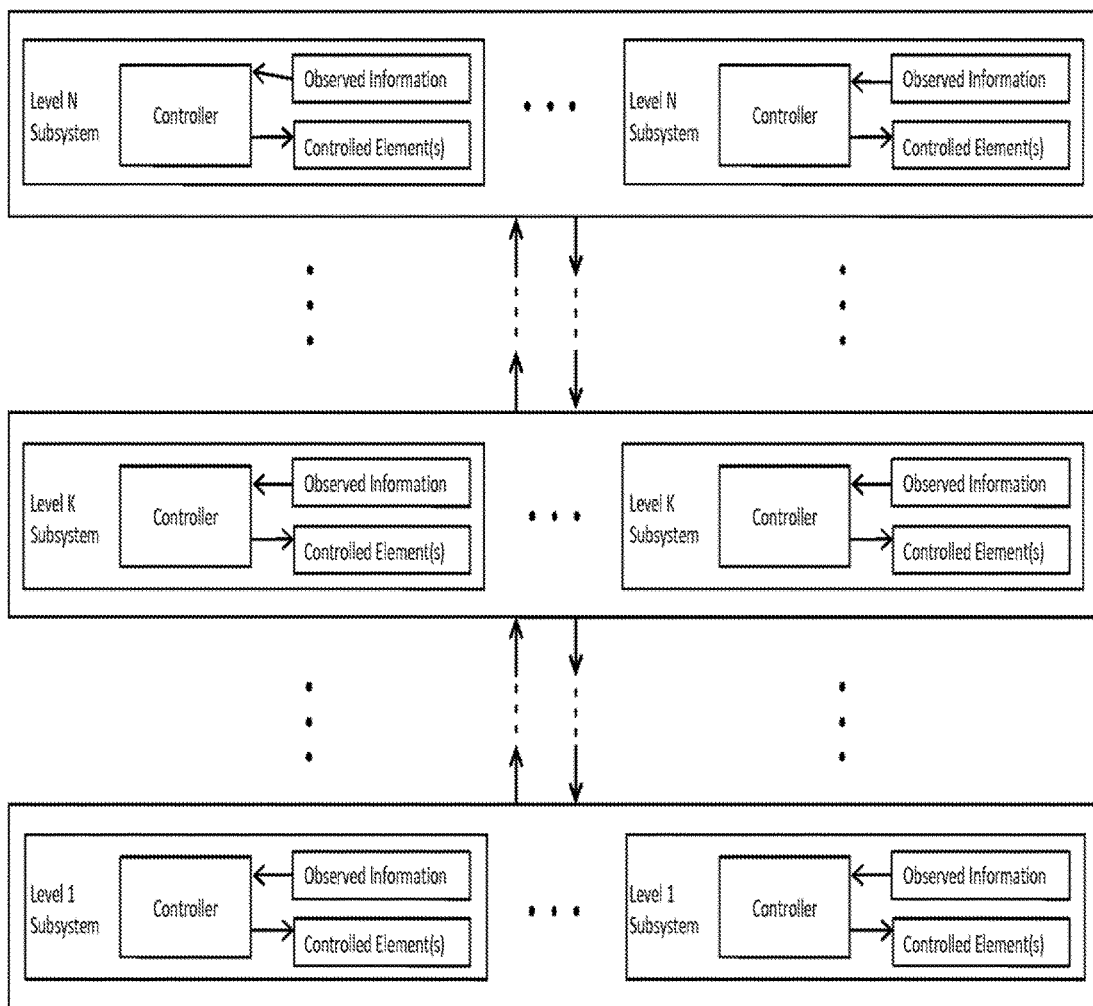 Level N
Subsystem
Controller
Observed Information
Controlled Element(s)
Level N
Subsystem
Controller
Observed Information
Controlled Element(s)
Level K
Subsystem
Controller
Observed Information
Controlled Element(s)
Level K
Subsystem
Controller
Observed Information
Controlled Element(s)
Level 1
Subsystem
Controller
Observed Information
Controlled Element(s)
Level 1
Subsystem
Controller
Observed Information
Controlled Element(s)